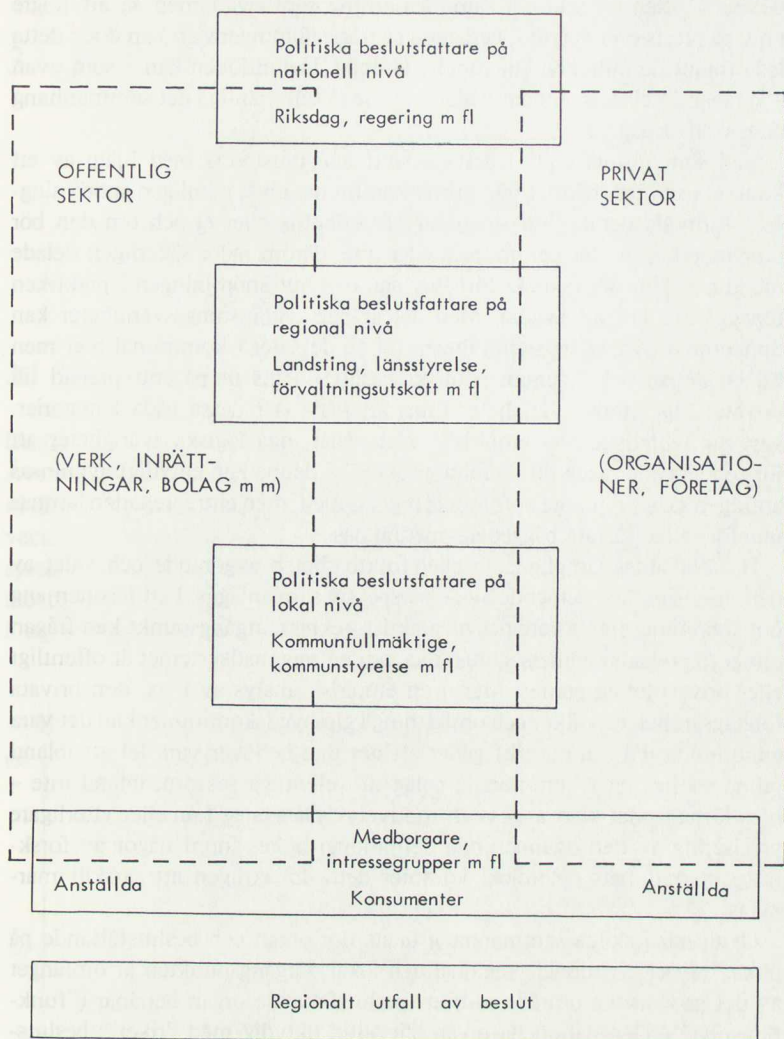 Politiska beslutsfattare på
nationell nivå
Riksdag, regering m fl
OFFENTLIG
SEKTOR
PRIVAT
SEKTOR
Politiska beslutsfattare på
regional nivå
Landsting, länsstyrelse,
förvaltningsutskott m fl
(VERK, INRÄTT-
NINGAR, BOLAG m m)
(ORGANISATIO-
NER, FÖRETAG)
Politiska beslutsfattare på
lokal nivå
Kommunfullmäktige,
kommunstyrelse m fl
Medborgare,
intressegrupper m fl
Anställda
Anställda
Konsumenter
Regionalt utfall av beslut